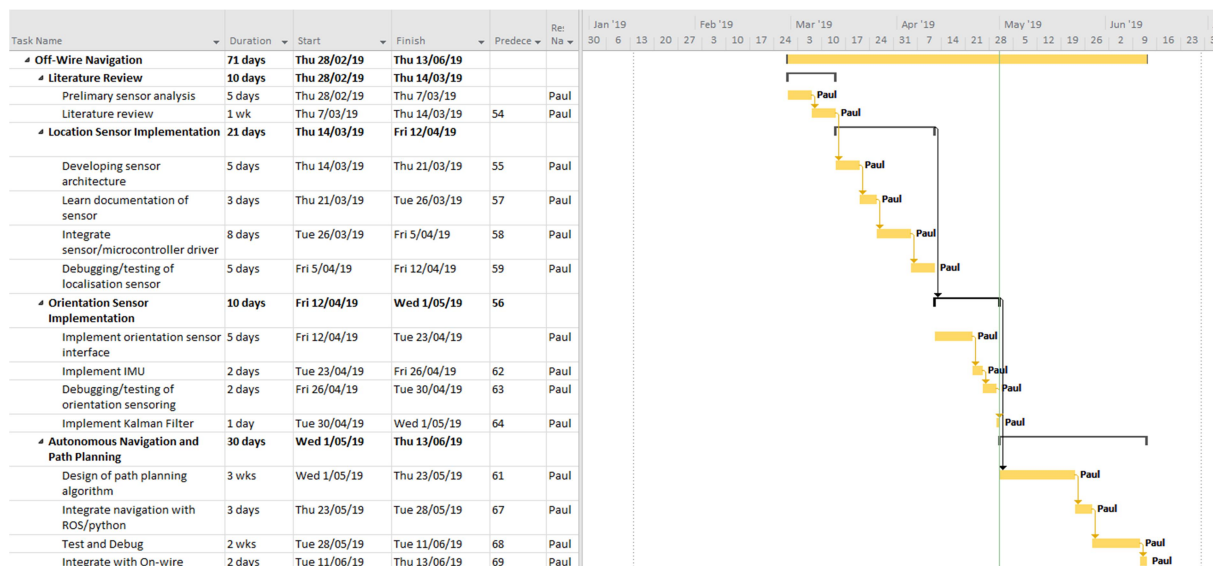 Jan '19 Feb '19 Mar '19 Apr '19 May '19 Jun '19
Task Name Duration Start Finish Predece Re: Na 30 6 13 20 27 3 10 17 24 3 10 17 24 31 7 14 21 28 5 12 19 26 2 9 16 23
Off-Wire Navigation 71 days Thu 28/02/19 Thu 13/06/19
Literature Review 10 days Thu 28/02/19 Thu 14/03/19
Prelimary sensor analysis 5 days Thu 28/02/19 Thu 7/03/19 Paul Paul
Literature review 1 wk Thu 7/03/19 Thu 14/03/19 54 Paul Paul
Location Sensor Implementation 21 days Thu 14/03/19 Fri 12/04/19
Developing sensor 5 days Thu 14/03/19 Thu 21/03/19 55 Paul Paul
architecture
Learn documentation of 3 days Thu 21/03/19 Tue 26/03/19 57 Paul Paul
sensor
Integrate 8 days Tue 26/03/19 Fri 5/04/19 58 Paul Paul
sensor/microcontroller driver
Debugging/testing of 5 days Fri 5/04/19 Fri 12/04/19 59 Paul Paul
localisation sensor
Orientation Sensor 10 days Fri 12/04/19 Wed 1/05/19 56
Implementation
Implement orientation sensor 5 days Fri 12/04/19 Tue 23/04/19 Paul Paul
interface
Implement IMU 2 days Tue 23/04/19 Fri 26/04/19 62 Paul Paul
Debugging/testing of 2 days Fri 26/04/19 Tue 30/04/19 63 Paul Paul
orientation sensoring
Implement Kalman Filter 1 day Tue 30/04/19 Wed 1/05/19 64 Paul Paul
Autonomous Navigation and 30 days Wed 1/05/19 Thu 13/06/19
Path Planning
Design of path planning 3 wks Wed 1/05/19 Thu 23/05/19 61 Paul Paul
algorithm
Integrate navigation with 3 days Thu 23/05/19 Tue 28/05/19 67 Paul Paul
ROS/python
Test and Debug 2 wks Tue 28/05/19 Tue 11/06/19 68 Paul Paul
Integrate with On-wire 2 days Tue 11/06/19 Thu 13/06/19 69 Paul Paul